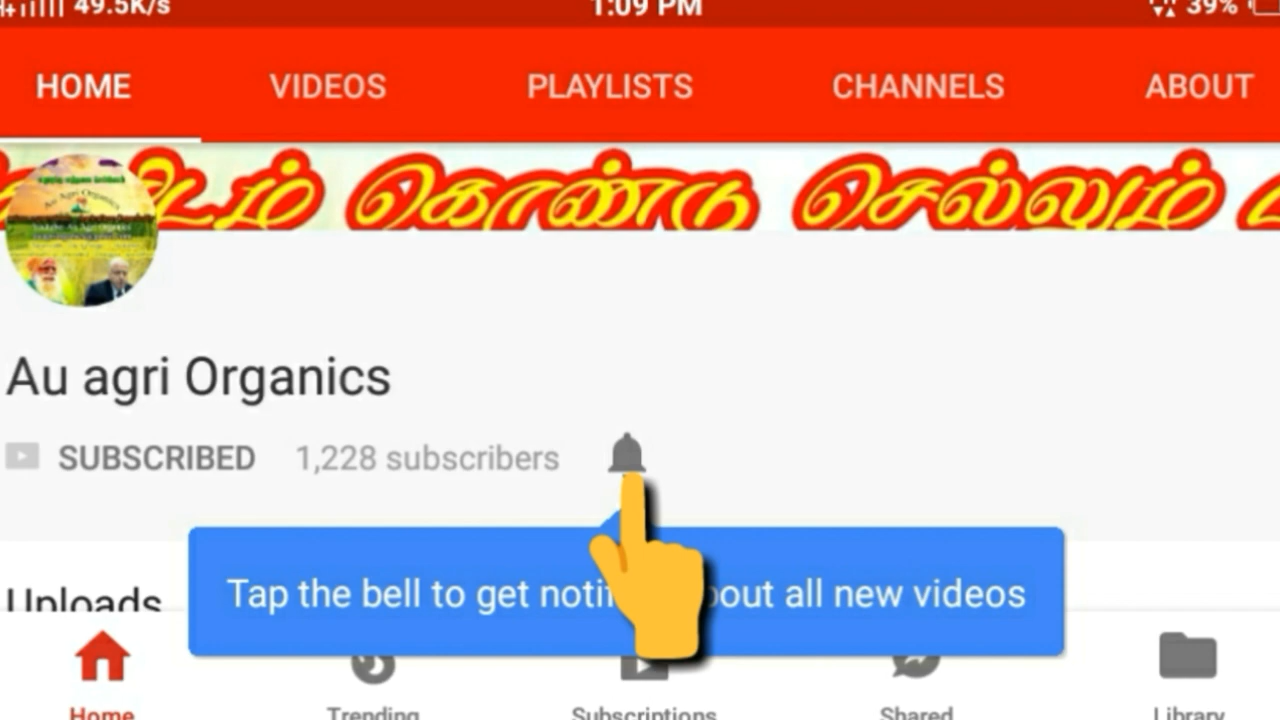 49.5K/s 1:09 PM 39%
HOME VIDEOS PLAYLISTS CHANNELS ABOUT
கொண்டு செல்லும்
Au agri Organics
SUBSCRIBED 1,228 subscribers
Tap the bell to get noti bout all new videos
Uploads
Home Trending Subscriptions Shared Library